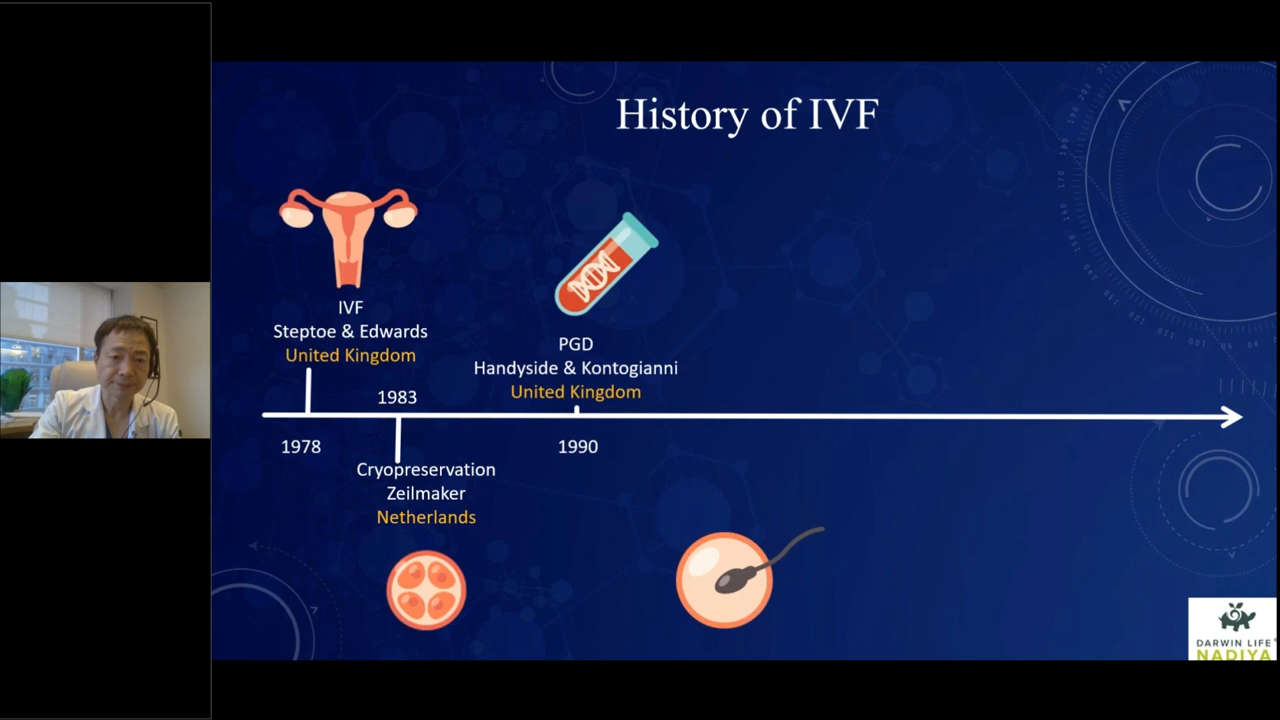 History of IVF
IVF
Steptoe & Edwards
United Kingdom
PGD
Handyside & Kontogianni
United Kingdom
1983
1978
1990
Cryopreservation
Zeilmaker
Netherlands
DARWIN LIFE
NADIYA